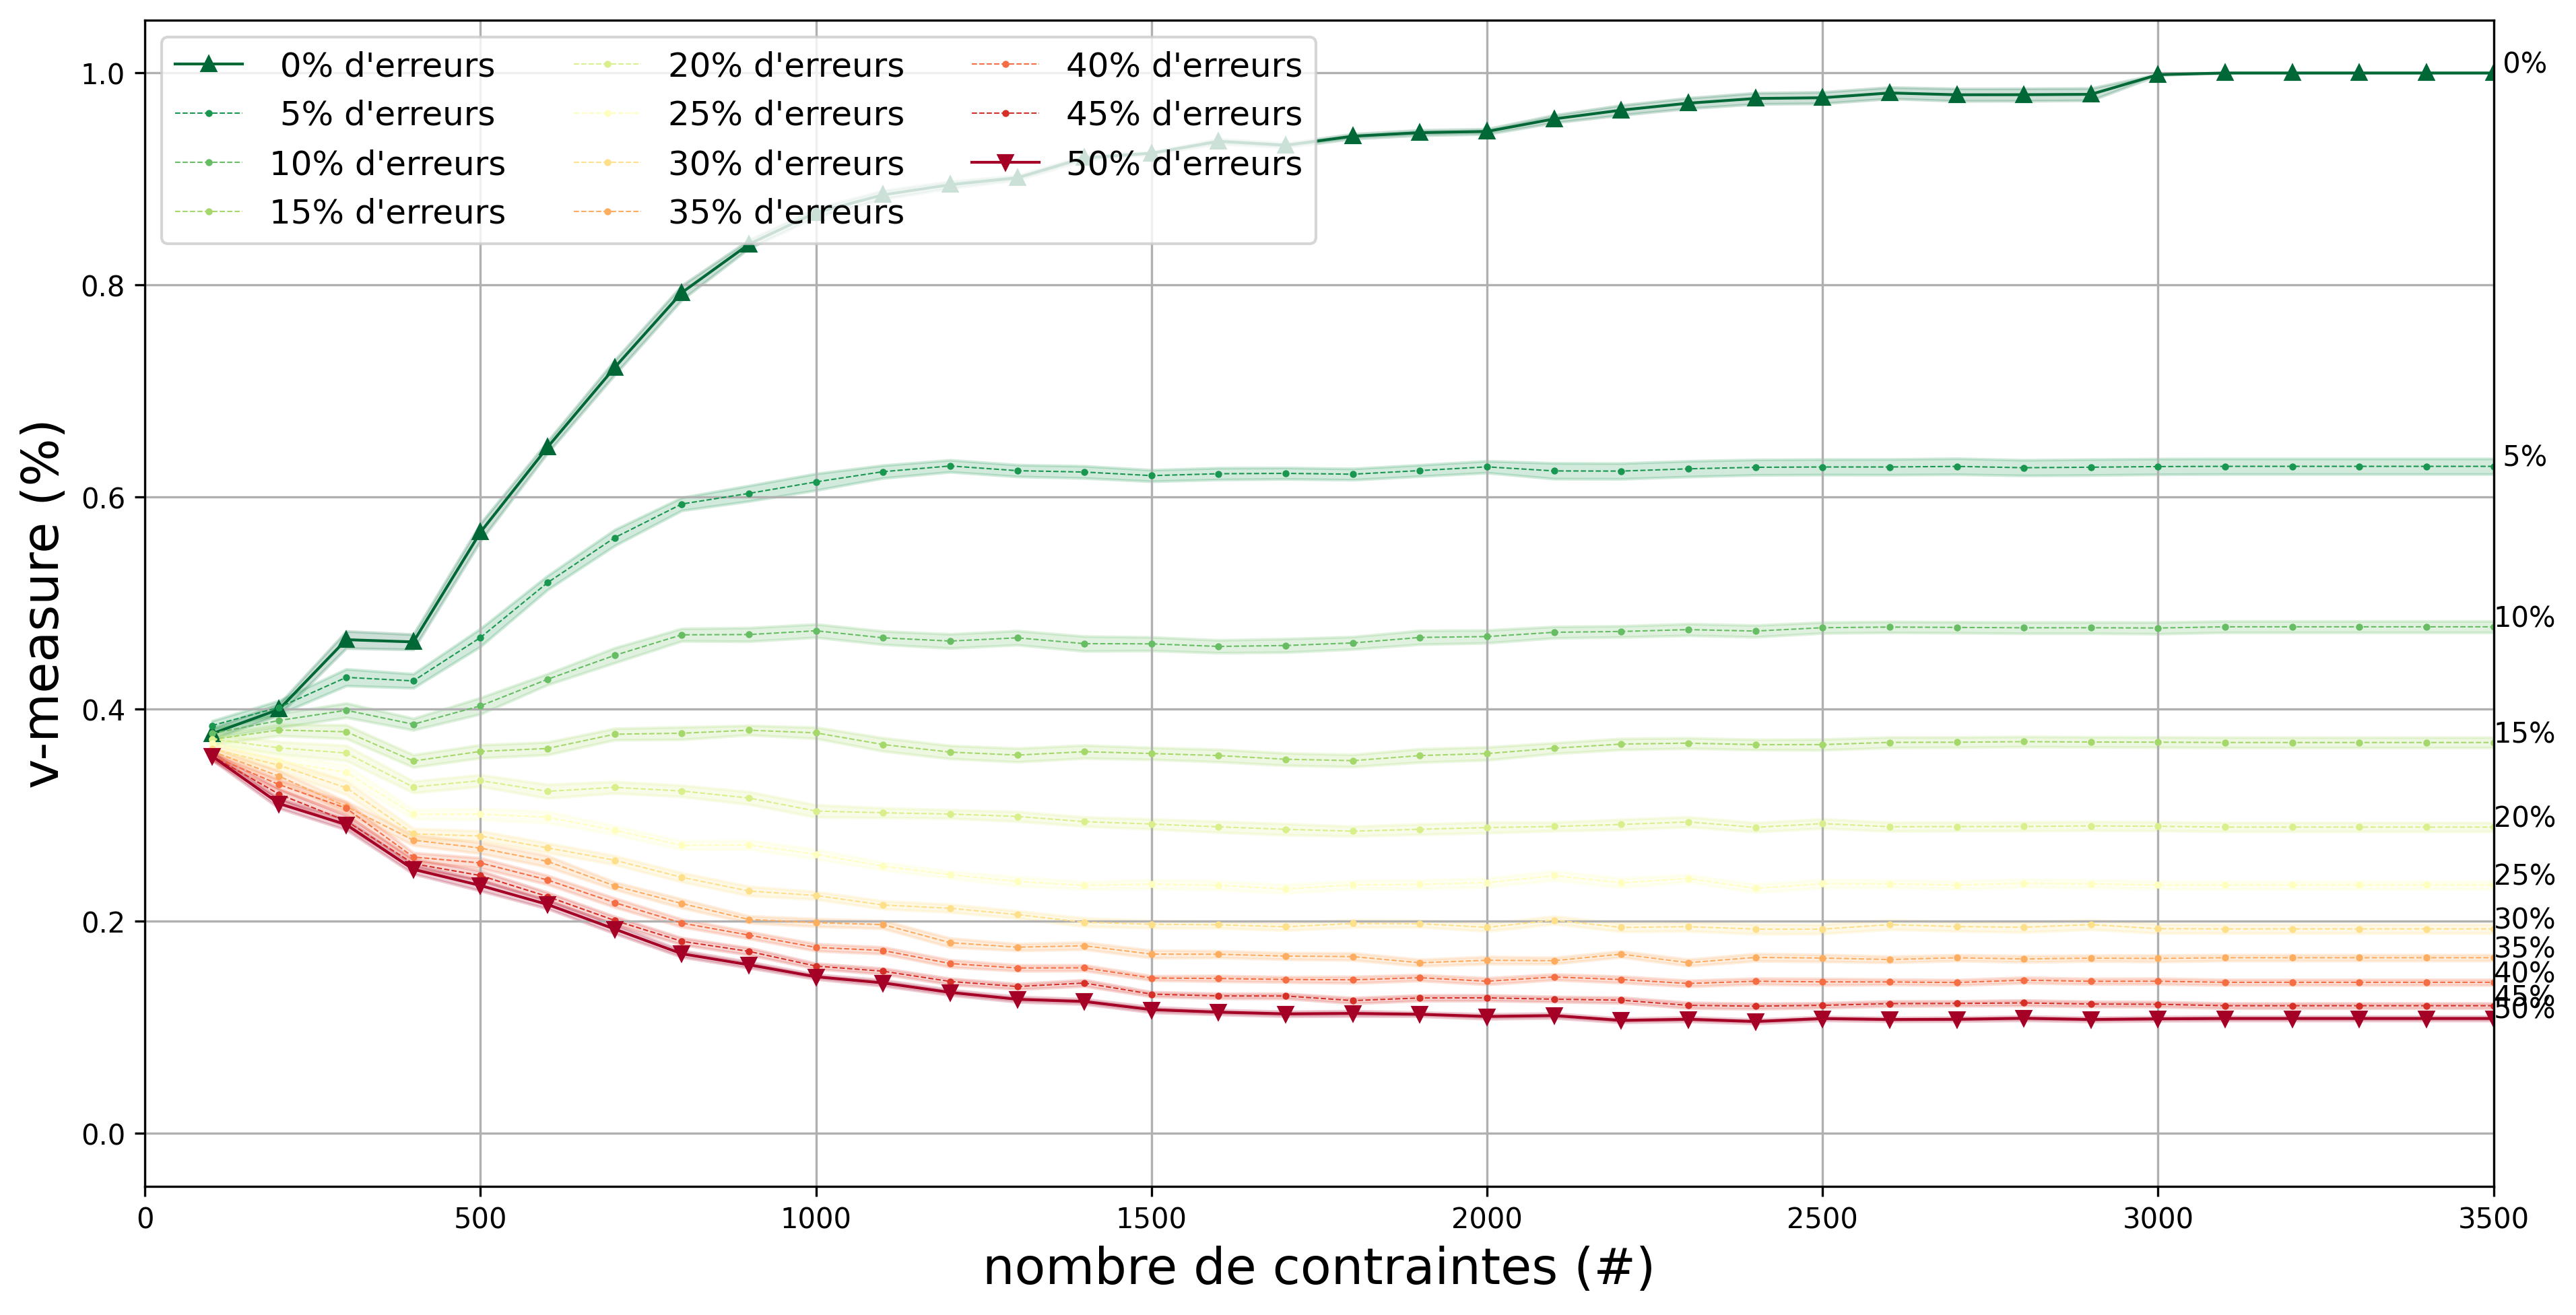 0% d'erreurs
5% d'erreurs
10% d'erreurs
15% d'erreurs
20% d'erreurs
25% d'erreurs
30% d'erreurs
35% d'erreurs
40% d'erreurs
45% d'erreurs
50% d'erreurs
v-measure (%)
1.0
0.8
0.6
0.4
0.2
0.0
0%
5%
10%
15%
20%
25%
30%
35%
40%
45%
50%
0 500 1000 1500 2000 2500 3000 3500
nombre de contraintes (#)